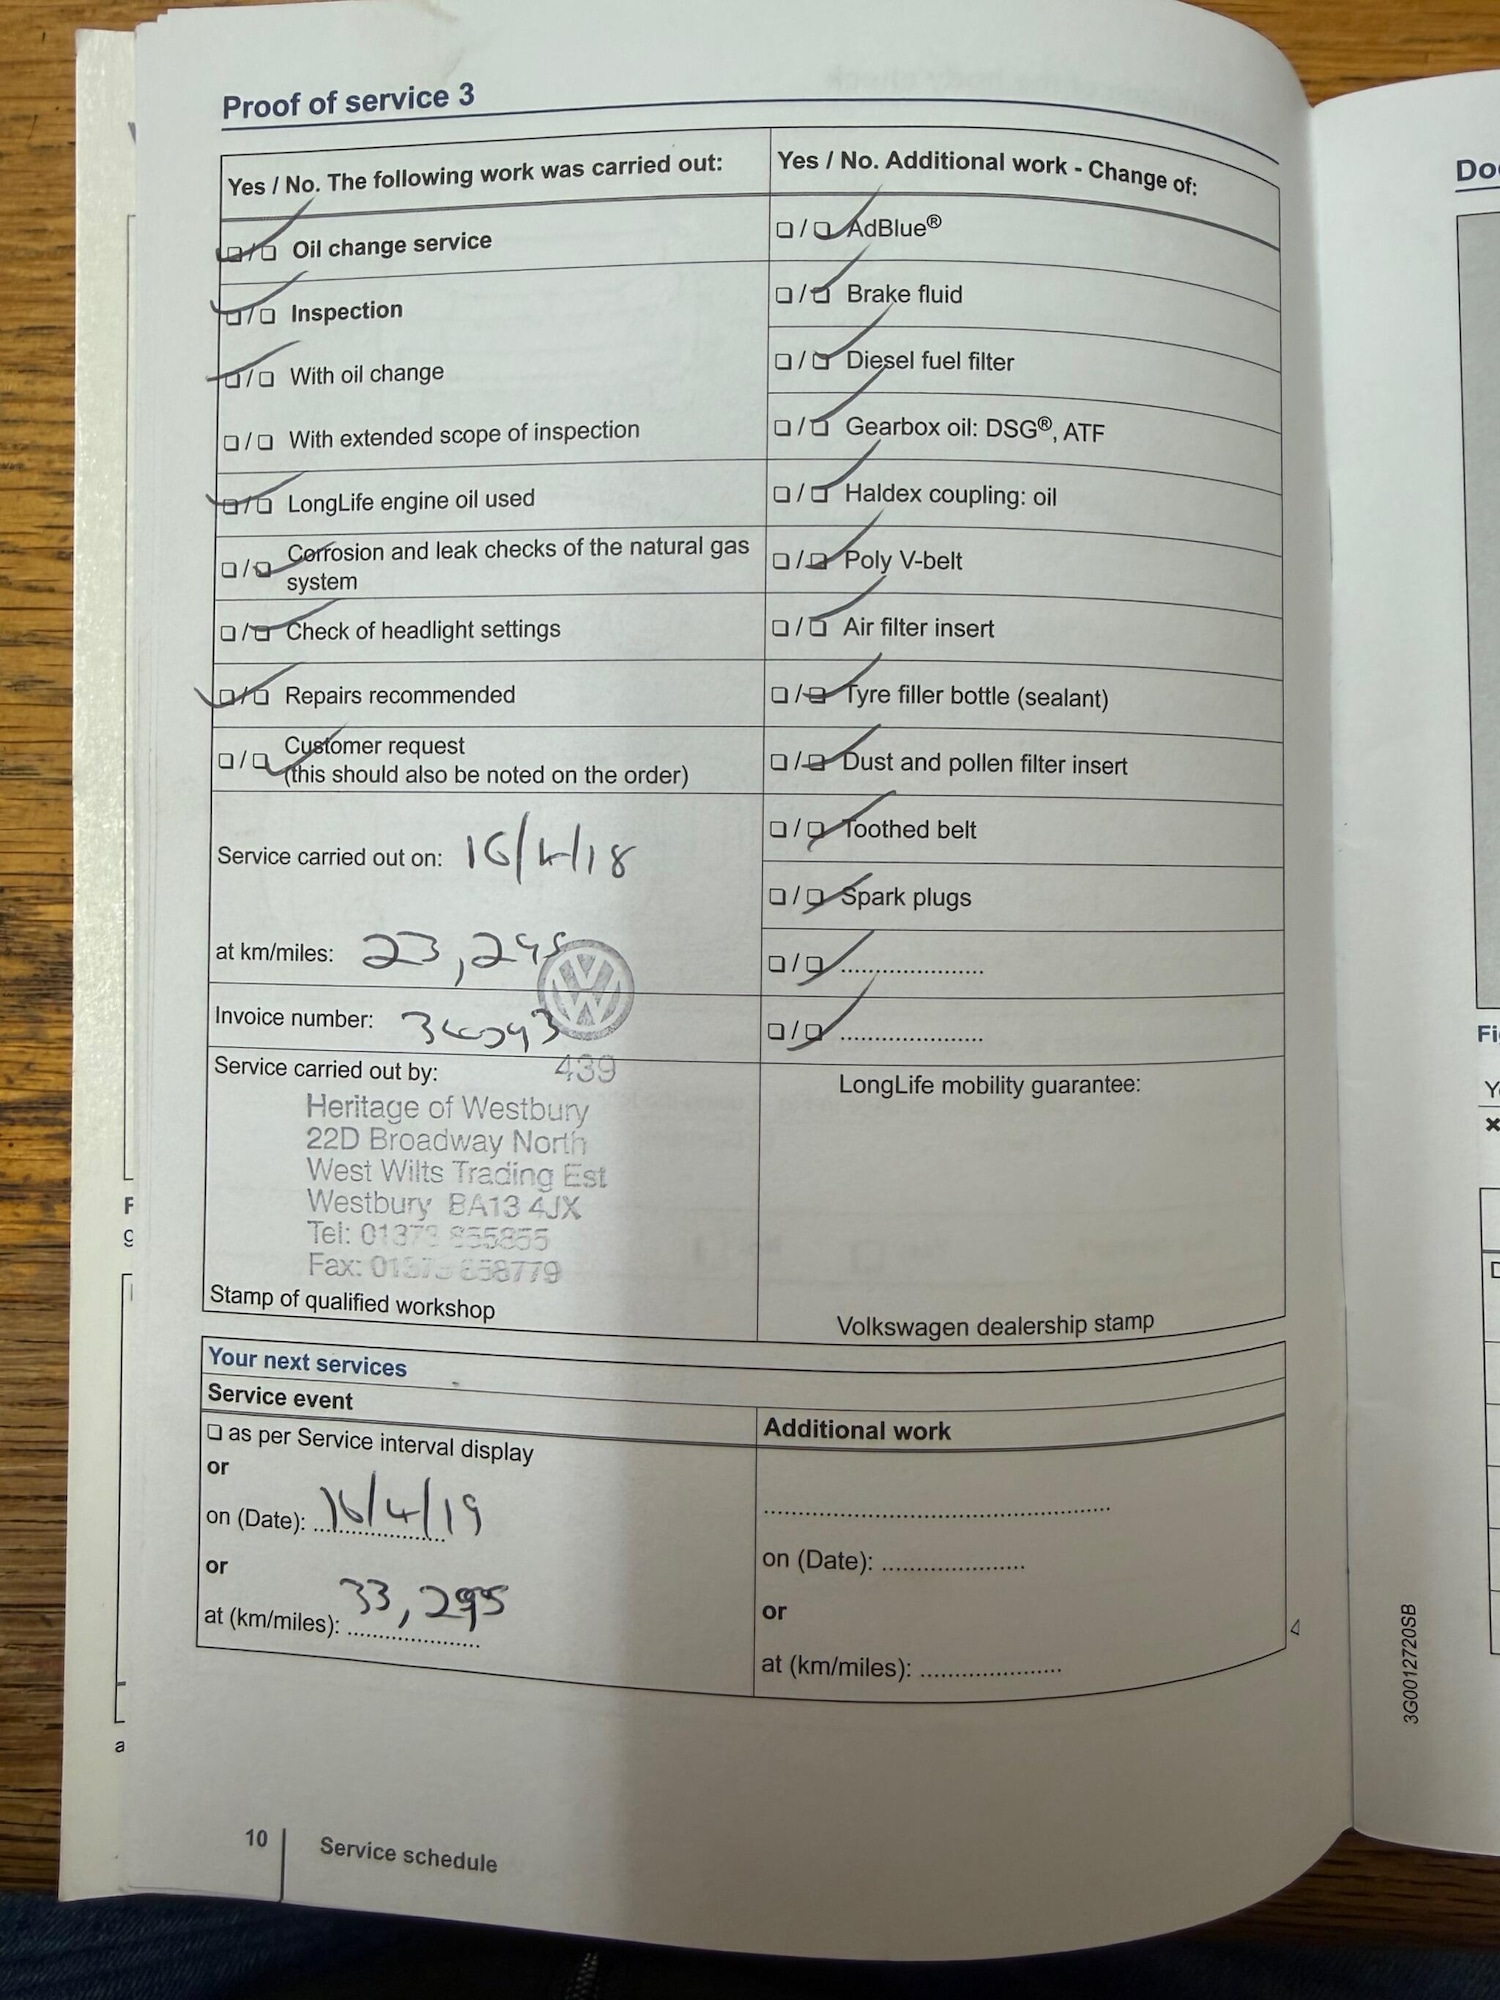 Proof of service 3
Yes / No. The following work was carried out:
☐ / ☐ Oil change service
☐ / ☐ Inspection
☐ / ☐ With oil change
☐ / ☐ With extended scope of inspection
☐ / ☐ LongLife engine oil used
☐ / ☐ Corrosion and leak checks of the natural gas
system
☐ / ☐ Check of headlight settings
☐ / ☐ Repairs recommended
☐ / ☐ Customer request
(this should also be noted on the order)
Service carried out on: 16/4/18
at km/miles: 23,295
Invoice number:
Service carried out by: 439
Heritage of Westbury
22D Broadway North
West Wilts Trading Est
Westbury BA13 4JX
Tel: 01373 855855
Fax: 858779
Stamp of qualified workshop
Yes / No. Additional work - Change of:
☐ / ☐ AdBlue®
☐ / ☐ Brake fluid
☐ / ☐ Diesel fuel filter
☐ / ☐ Gearbox oil: DSG®, ATF
☐ / ☐ Haldex coupling: oil
☐ / ☐ Poly V-belt
☐ / ☐ Air filter insert
☐ / ☐ Tyre filler bottle (sealant)
☐ / ☐ Dust and pollen filter insert
☐ / ☐ Toothed belt
☐ / ☐ Spark plugs
☐ / ☐ ......................
☐ / ☐ ......................
LongLife mobility guarantee:
Volkswagen dealership stamp
Your next services
Service event
☐ as per Service interval display
or
on (Date): 16/4/19
or
at (km/miles): 33,295
Additional work
......................................................
on (Date): ......................
or
at (km/miles): ......................
3G0012720SB
10 Service schedule